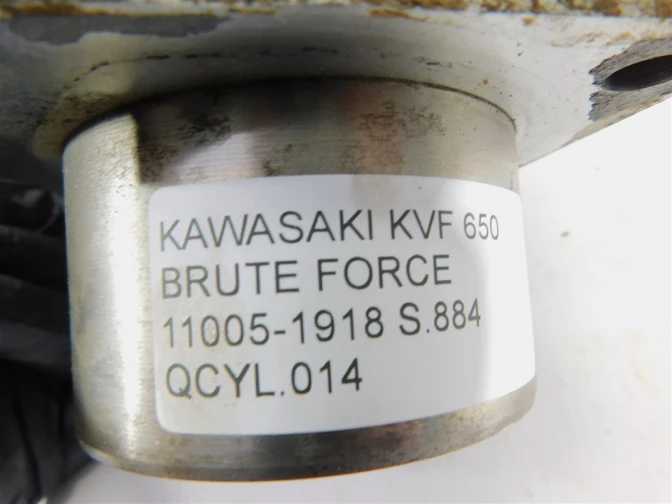 KAWASAKI KVF 650
BRUTE FORCE
11005-1918 S.884
QCYL.014